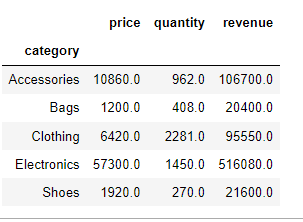 price quantity revenue
category
Accessories 10860.0 962.0 106700.0
Bags 1200.0 408.0 20400.0
Clothing 6420.0 2281.0 95550.0
Electronics 57300.0 1450.0 516080.0
Shoes 1920.0 270.0 21600.0